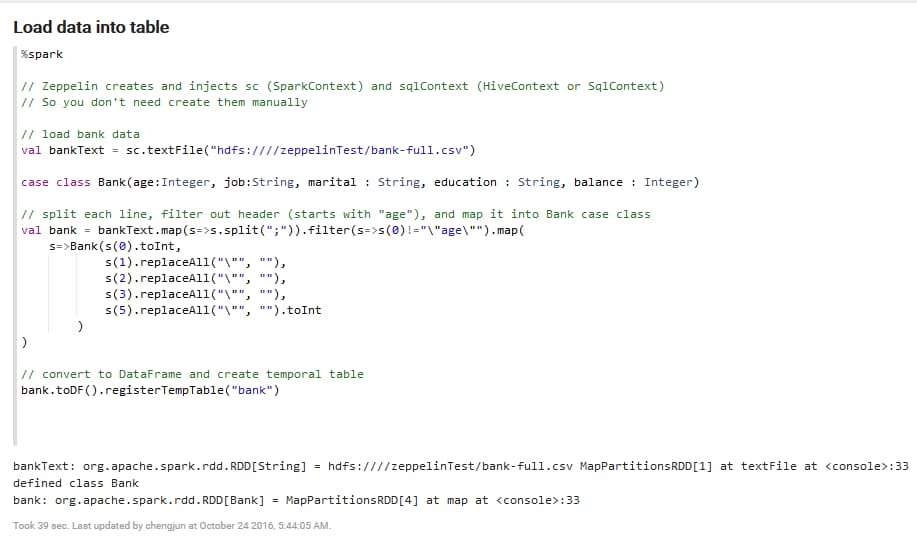 Load data into table
%spark
// Zeppelin creates and injects sc (SparkContext) and sqlContext (HiveContext or SqlContext)
// So you don't need create them manually
// load bank data
val bankText = sc.textFile("hdfs:////zeppelinTest/bank-full.csv")
case class Bank(age:Integer, job:String, marital : String, education : String, balance : Integer)
// split each line, filter out header (starts with "age"), and map it into Bank case class
val bank = bankText.map(s=>s.split(";")).filter(s=>s(0)!="\"age\"").map(
s=>Bank(s(0).toInt,
s(1).replaceAll("\"", ""),
s(2).replaceAll("\"", ""),
s(3).replaceAll("\"", ""),
s(5).replaceAll("\"", "").toInt
)
)
// convert to DataFrame and create temporal table
bank.toDF().registerTempTable("bank")
bankText: org.apache.spark.rdd.RDD[String] = hdfs:////zeppelinTest/bank-full.csv MapPartitionsRDD[1] at textFile at <console>:33
defined class Bank
bank: org.apache.spark.rdd.RDD[Bank] = MapPartitionsRDD[4] at map at <console>:33
Took 39 sec. Last updated by chengjun at October 24 2016, 5:44:05 AM.